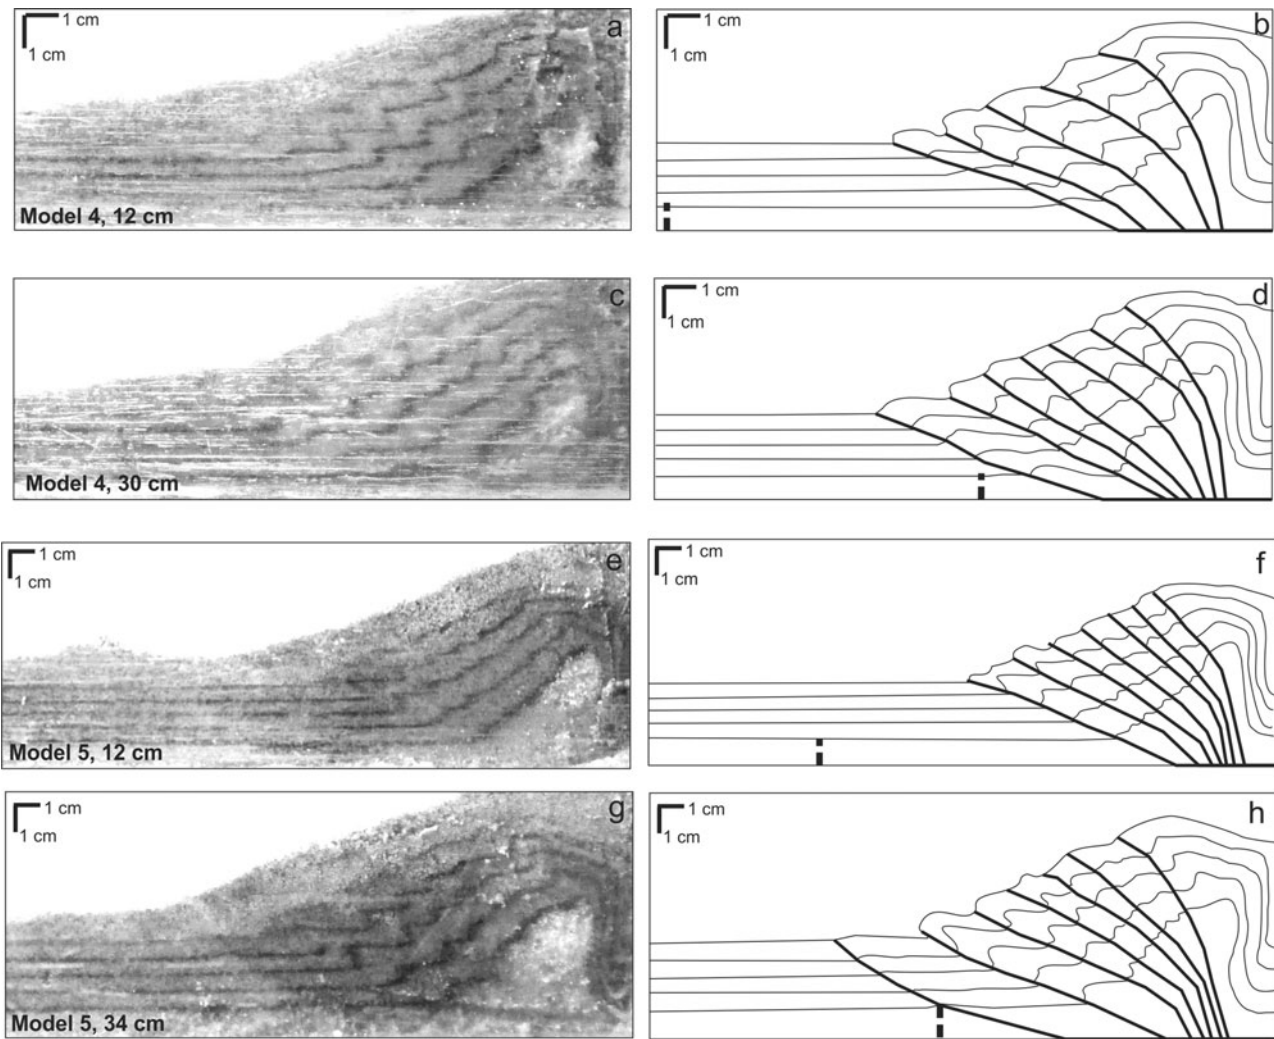 1 cm
1 cm
a
Model 4, 12 cm
1 cm
1 cm
b
1 cm
1 cm
c
Model 4, 30 cm
1 cm
1 cm
d
1 cm
1 cm
e
Model 5, 12 cm
1 cm
1 cm
f
1 cm
1 cm
g
Model 5, 34 cm
1 cm
1 cm
h